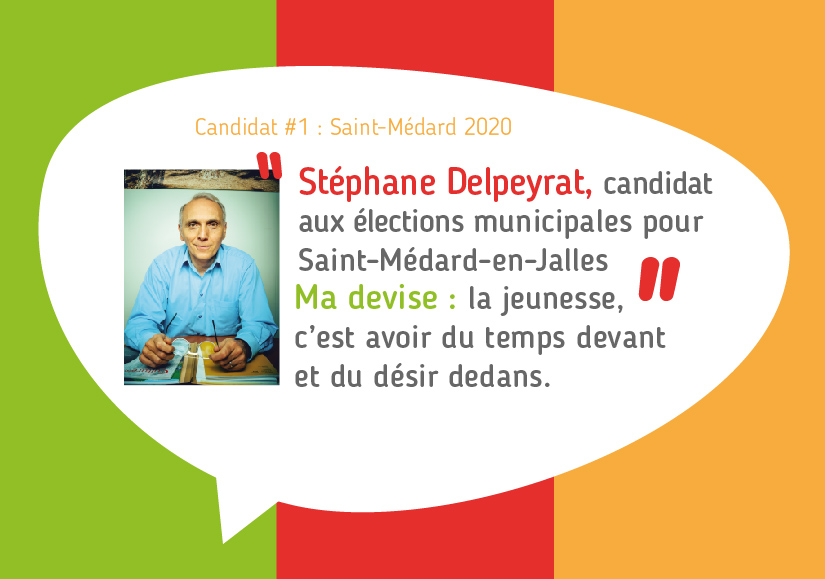 Candidat #1 : Saint-Médard 2020
" Stéphane Delpeyrat, candidat
aux élections municipales pour
Saint-Médard-en-Jalles "
Ma devise : la jeunesse,
c'est avoir du temps devant
et du désir dedans.